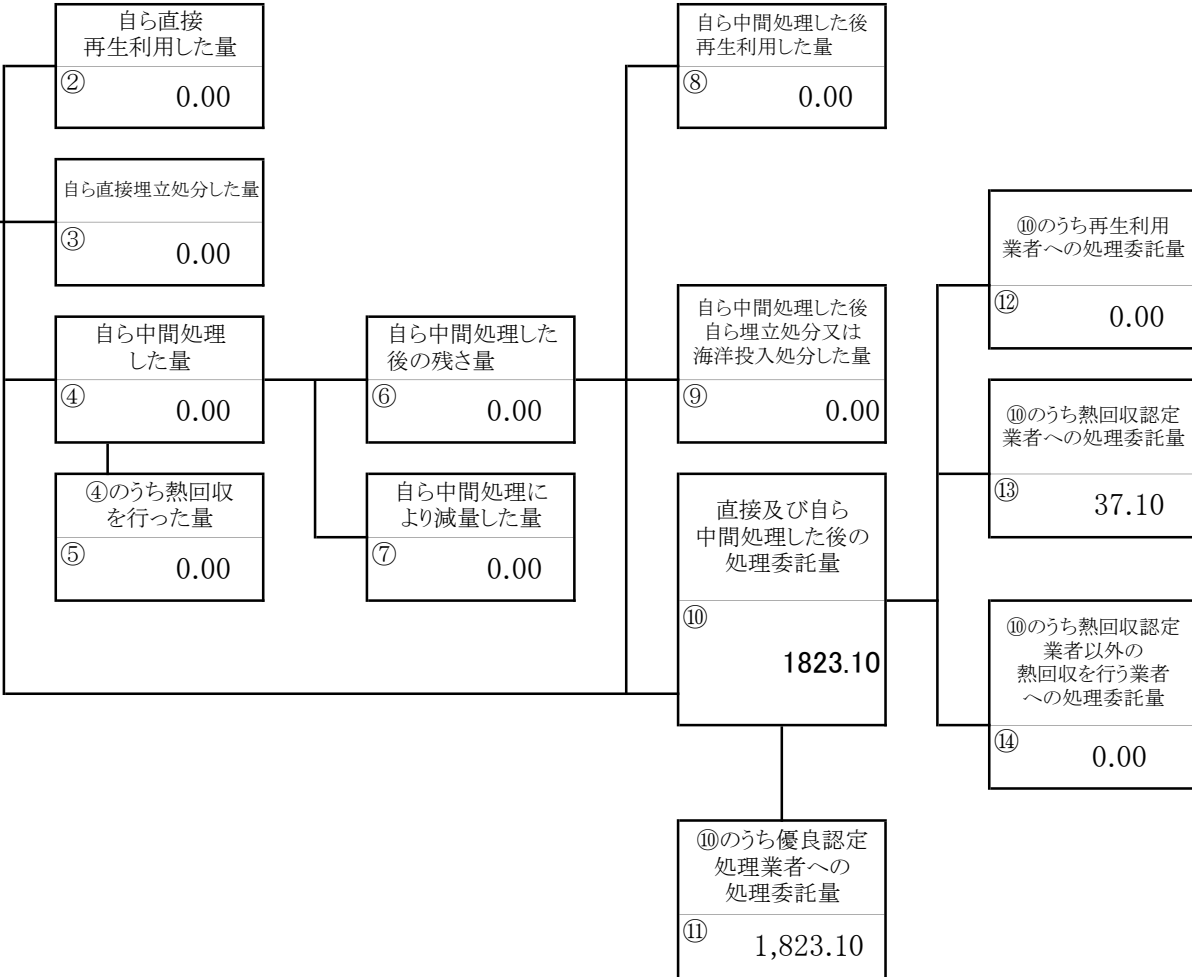 自ら直接
再生利用した量
②
0.00
自ら直接埋立処分した量
③
0.00
自ら中間処理
した量
④
0.00
④のうち熱回収
を行った量
⑤
0.00
自ら中間処理した
後の残さ量
⑥
0.00
自ら中間処理に
より減量した量
⑦
0.00
自ら中間処理した後
再生利用した量
⑧
0.00
自ら中間処理した後
自ら埋立処分又は
海洋投入処分した量
⑨
0.00
直接及び自ら
中間処理した後の
処理委託量
⑩
1823.10
⑩のうち優良認定
処理業者への
処理委託量
⑪
1,823.10
⑩のうち再生利用
業者への処理委託量
⑫
0.00
⑩のうち熱回収認定
業者への処理委託量
⑬
37.10
⑩のうち熱回収認定
業者以外の
熱回収を行う業者
への処理委託量
⑭
0.00